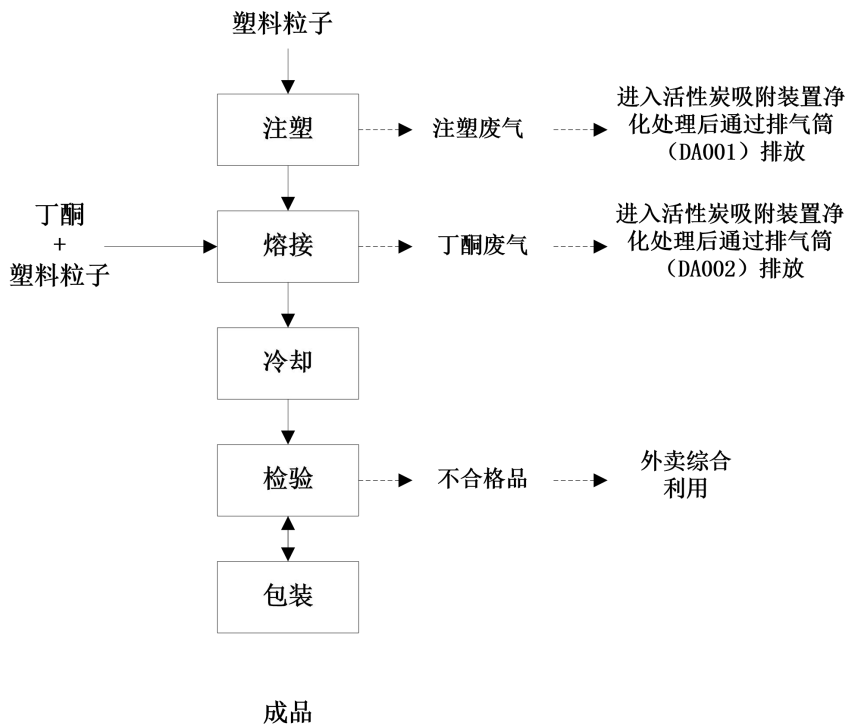 塑料粒子
注塑
注塑废气
进入活性炭吸附装置净
化处理后通过排气筒
（DA001）排放
丁酮
+
塑料粒子
熔接
丁酮废气
进入活性炭吸附装置净
化处理后通过排气筒
（DA002）排放
冷却
检验
不合格品
外卖综合
利用
包装
成品